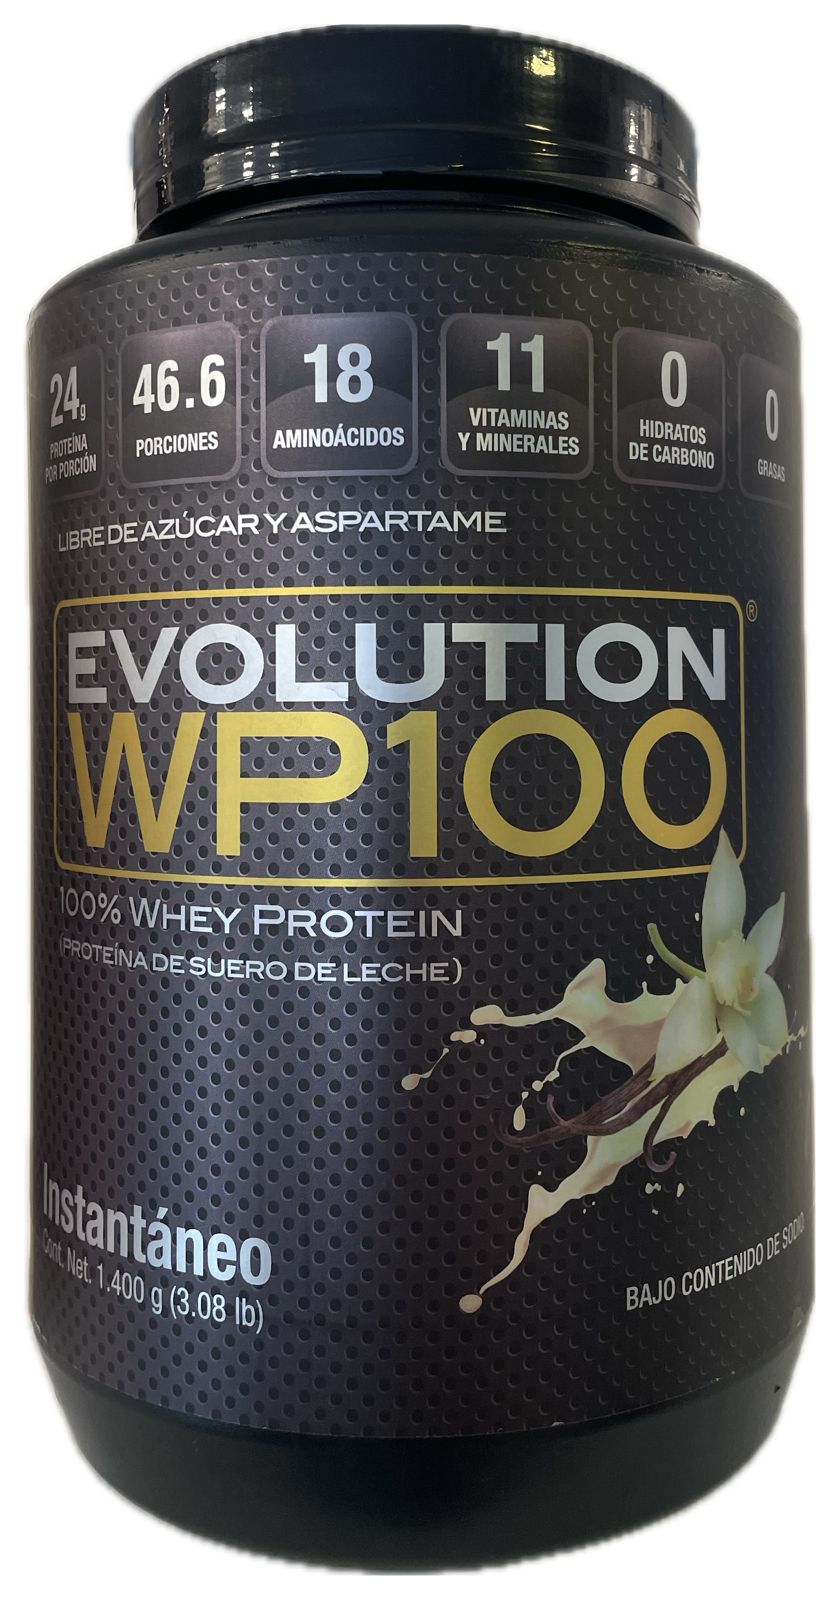 24g
PROTEÍNA
POR PORCIÓN
46.6
PORCIONES
18
AMINOÁCIDOS
11
VITAMINAS
Y MINERALES
0
HIDRATOS
DE CARBONO
0
GRASAS
LIBRE DE AZÚCAR Y ASPARTAME
EVOLUTION®
WP100
100% WHEY PROTEIN
(PROTEÍNA DE SUERO DE LECHE)
Instantáneo
Cont. Net. 1.400 g (3.08 lb)
BAJO CONTENIDO DE SODIO.